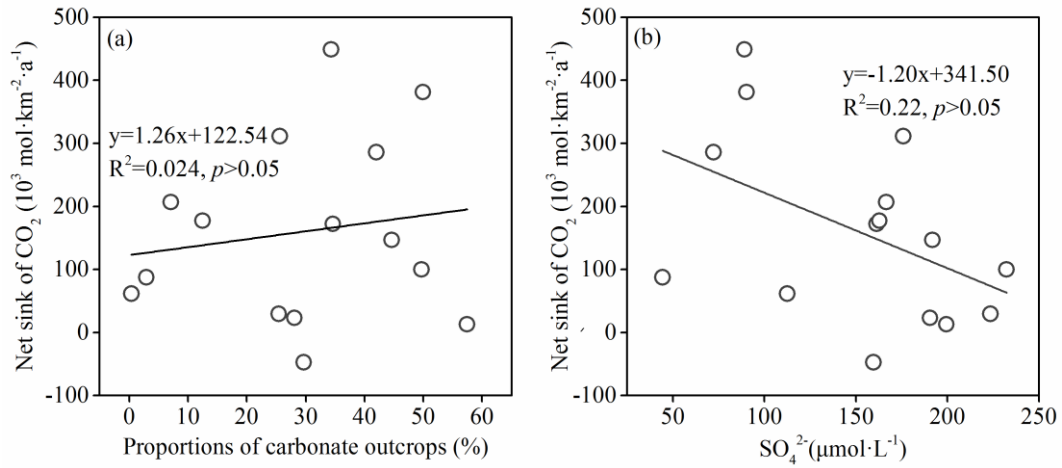 (a)
y=1.26x+122.54
R²=0.024, p>0.05
500
400
300
200
100
0
-100
Net sink of CO₂ (10³ mol·km⁻²·a⁻¹)
0 10 20 30 40 50 60
Proportions of carbonate outcrops (%)
(b)
y=-1.20x+341.50
R²=0.22, p>0.05
500
400
300
200
100
0
-100
Net sink of CO₂ (10³ mol·km⁻²·a⁻¹)
50 100 150 200 250
SO₄²⁻(μmol·L⁻¹)